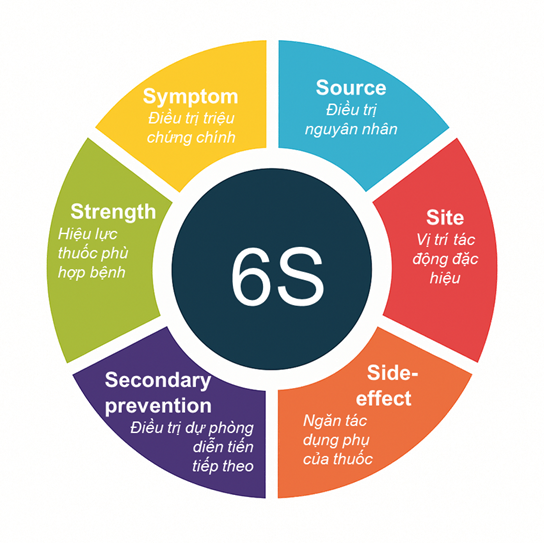 Symptom
Điều trị triệu
chứng chính
Source
Điều trị
nguyên nhân
Strength
Hiệu lực
thuốc phù
hợp bệnh
6S
Site
Vị trí tác
động đặc
hiệu
Secondary
prevention
Điều trị dự phòng
diễn tiến
tiếp theo
Side-
effect
Ngăn tác
dụng phụ
của thuốc